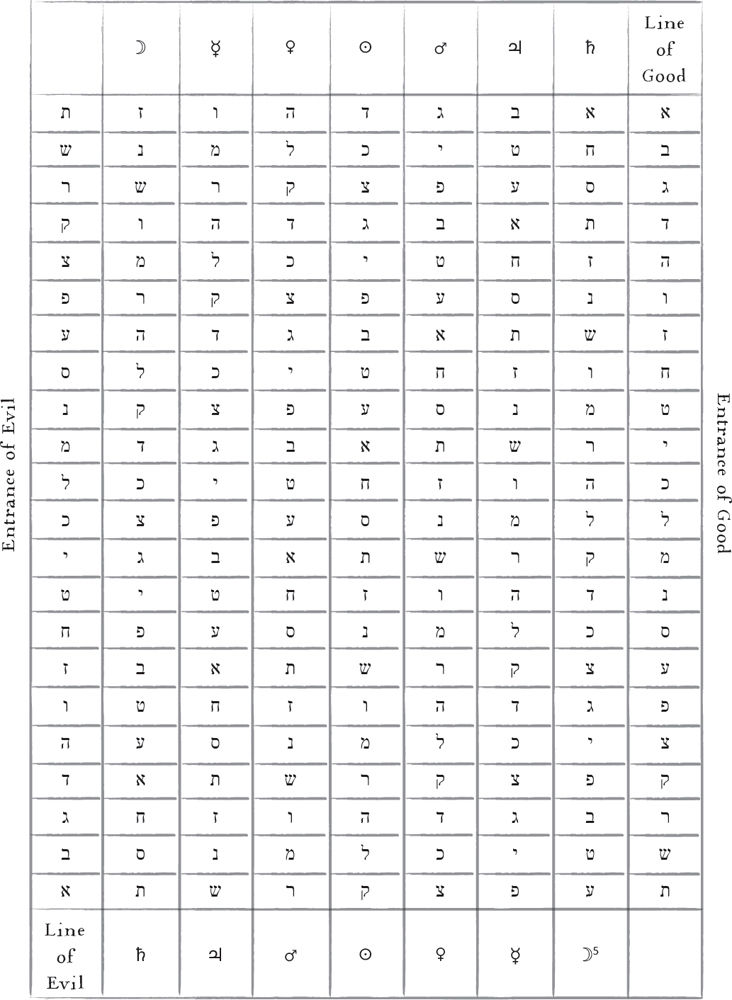 Line
of
Good
☽ ☿ ♀ ☉ ♂ ♃ ♄
ת ז ו ה ד ג ב א א
ש נ מ ל כ י ט ח ב
ר ש ר ק צ פ ע ס ג
ק ו ה ד ג ב א ת ד
צ מ ל כ י ט ח ז ה
פ ר ק צ פ ע ס נ ו
ע ה ד ג ב א ת ש ז
ס ל כ י ט ח ז ו ח
נ ק צ פ ע ס נ מ ט
מ ד ג ב א ת ש ר י
ל כ י ט ח ז ו ה כ
כ צ פ ע ס נ מ ל ל
י ג ב א ת ש ר ק מ
ט י ט ח ז ו ה ד נ
ח פ ע ס נ מ ל כ ס
ז ב א ת ש ר ק צ ע
ו ט ח ז ו ה ד ג פ
ה ע ס נ מ ל כ י צ
ד א ת ש ר ק צ פ ק
ג ח ז ו ה ד ג ב ר
ב ס נ מ ל כ י ט ש
א ת ש ר ק צ פ ע ת
Line
of
Evil
♄ ♃ ♂ ☉ ♀ ☿ ☽5
Entrance of Evil
Entrance of Good